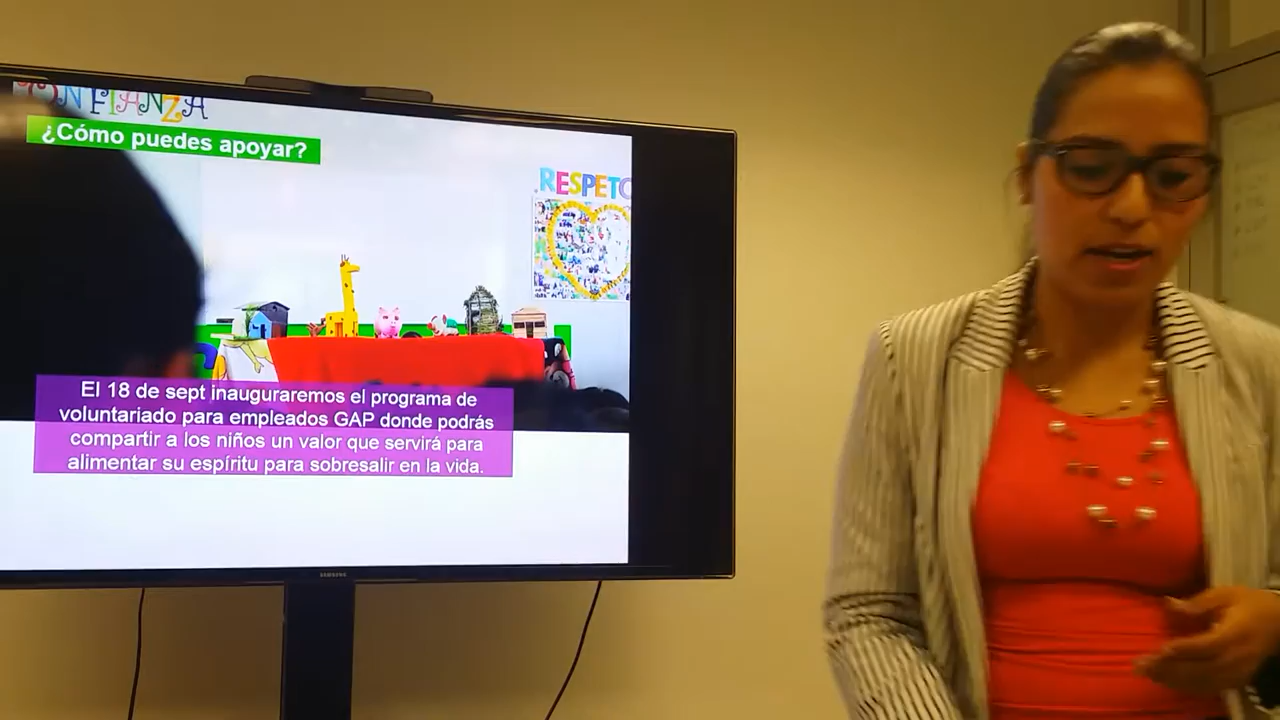 CONFIANZA
¿Cómo puedes apoyar?
RESPETO
El 18 de sept inauguraremos el programa de
voluntariado para empleados GAP donde podrás
compartir a los niños un valor que servirá para
alimentar su espíritu para sobresalir en la vida.
SAMSUNG